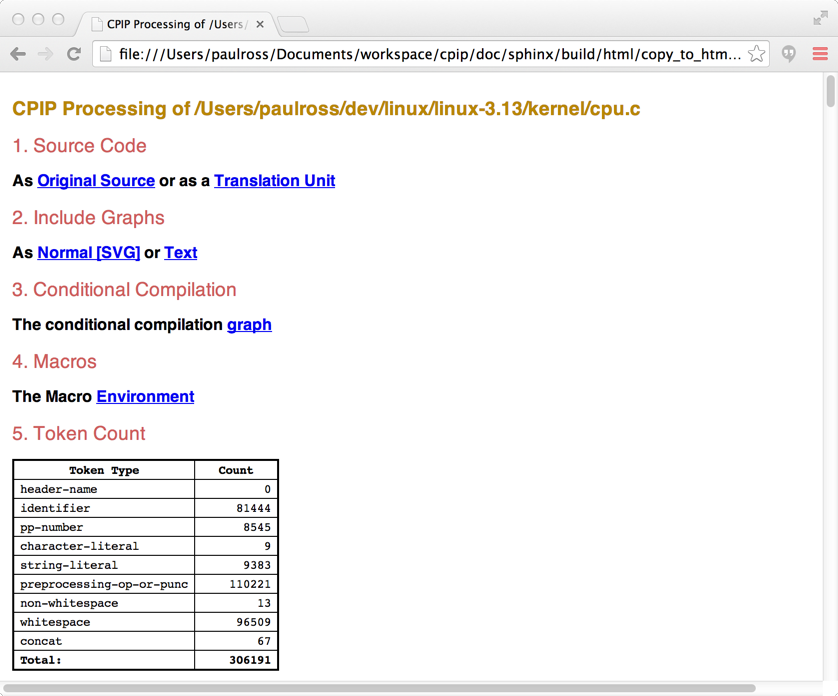 CPIP Processing of /Users/
file:///Users/paulross/Documents/workspace/cpip/doc/sphinx/build/html/copy_to_htm...
CPIP Processing of /Users/paulross/dev/linux/linux-3.13/kernel/cpu.c
1. Source Code
As Original Source or as a Translation Unit
2. Include Graphs
As Normal [SVG] or Text
3. Conditional Compilation
The conditional compilation graph
4. Macros
The Macro Environment
5. Token Count
Token Type Count
header-name 0
identifier 81444
pp-number 8545
character-literal 9
string-literal 9383
preprocessing-op-or-punc 110221
non-whitespace 13
whitespace 96509
concat 67
Total: 306191